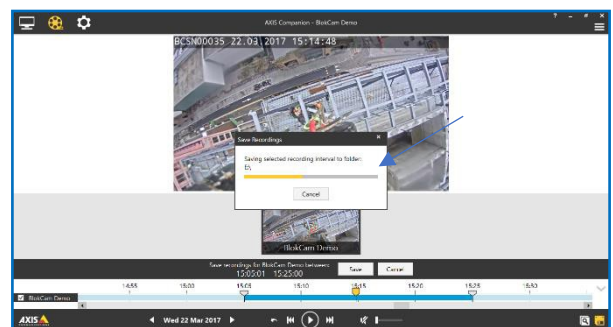 AXIS Companion - BlokCam Demo
BCSN00035 22.03.2017 15:14:48
Save Recordings
Saving selected recording interval to folder:
Cancel
BlokCam Demo
Save recordings for BlokCam Demo between:
15:05:01 15:25:00
Save Cancel
14:55 15:00 15:05 15:10 15:15 15:20 15:25 15:30
BlokCam Demo
AXIS
Wed 22 Mar 2017